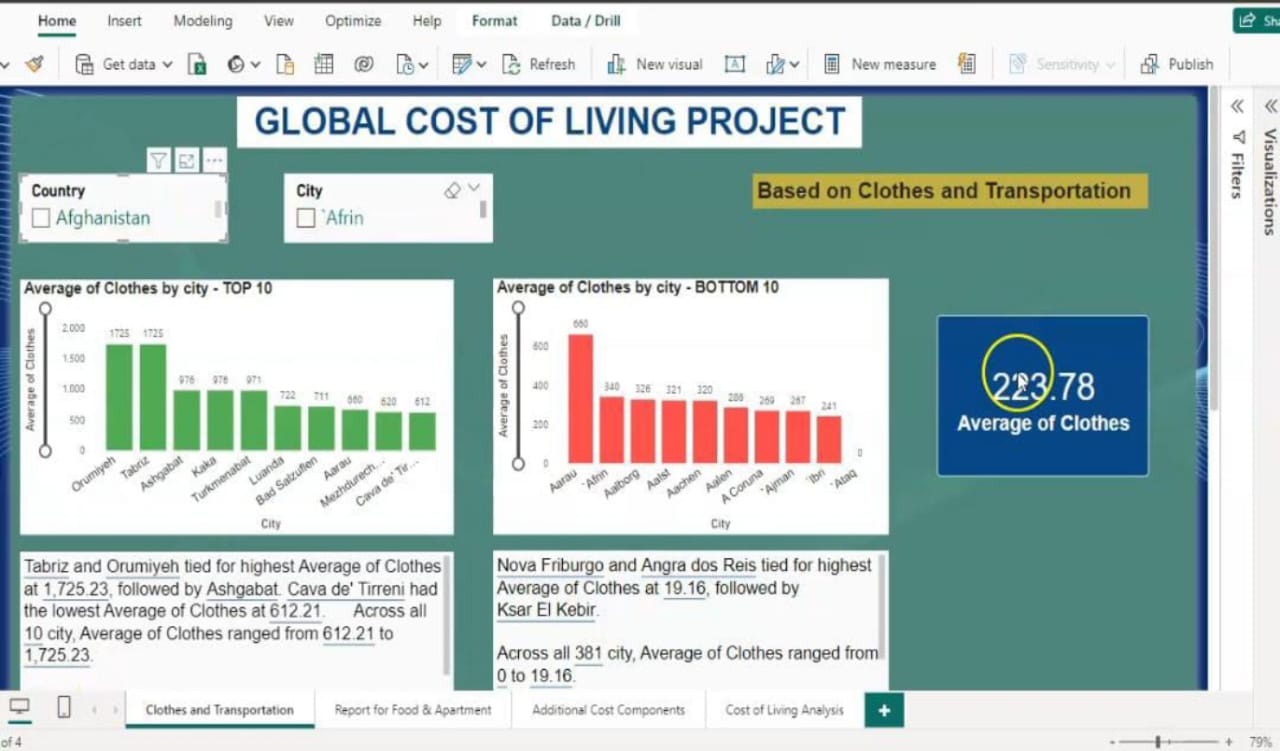 Home Insert Modeling View Optimize Help Format Data / Drill Sha
Get data Refresh New visual New measure Sensitivity Publish
GLOBAL COST OF LIVING PROJECT
Country
Afghanistan
City
`Afrin
Based on Clothes and Transportation
Filters
Visualizations
Average of Clothes by city - TOP 10
Average of Clothes
2.000
1.500
1.000
500
0
1725 1725 976 976 971 722 711 660 620 612
Orumiyeh Tabriz Ashgabat Kaka Turkmenabat Luanda Bad Salzuflen Aarau Mezhdurech... Cava de' Tir...
City
Average of Clothes by city - BOTTOM 10
Average of Clothes
600
400
200
0
660 340 326 321 320 286 269 267 241 0
Aarau `Afrin Aalborg Aalst Aachen Aalen A Coruna `Ajman `Ibri `Ataq
City
223.78
Average of Clothes
Tabriz and Orumiyeh tied for highest Average of Clothes
at 1,725.23, followed by Ashgabat. Cava de' Tirreni had
the lowest Average of Clothes at 612.21. Across all
10 city, Average of Clothes ranged from 612.21 to
1,725.23.
Nova Friburgo and Angra dos Reis tied for highest
Average of Clothes at 19.16, followed by
Ksar El Kebir.
Across all 381 city, Average of Clothes ranged from
0 to 19.16.
Clothes and Transportation Report for Food & Apartment Additional Cost Components Cost of Living Analysis
of 4
79%